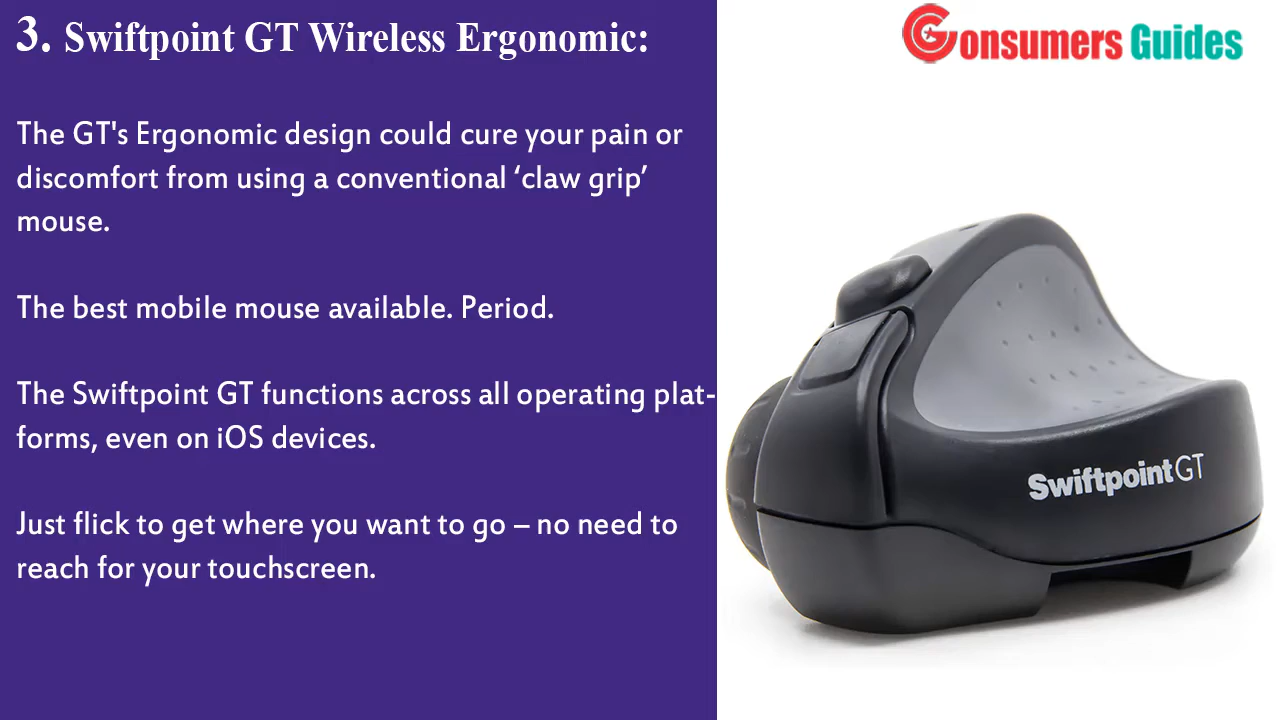 3. Swiftpoint GT Wireless Ergonomic:
Consumers Guides
The GT's Ergonomic design could cure your pain or
discomfort from using a conventional ‘claw grip’
mouse.
The best mobile mouse available. Period.
The Swiftpoint GT functions across all operating plat-
forms, even on iOS devices.
Just flick to get where you want to go – no need to
reach for your touchscreen.
Swiftpoint GT